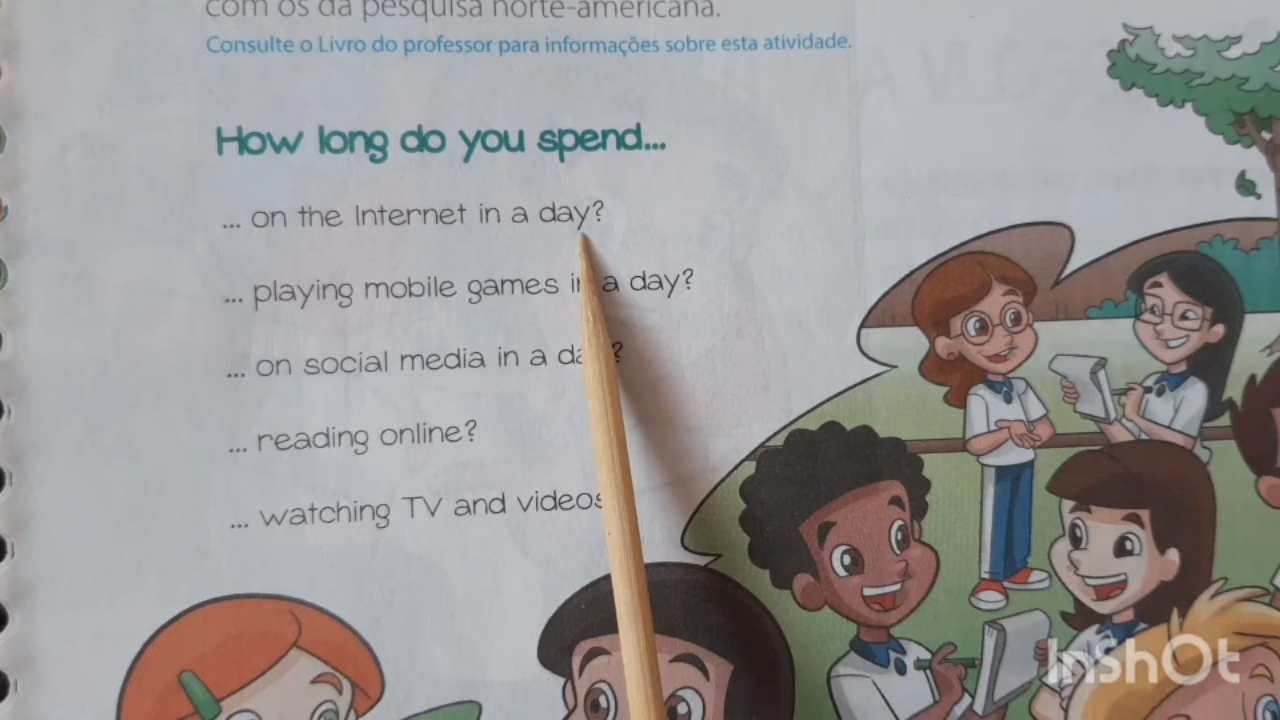 com os da pesquisa norte-americana.
Consulte o Livro do professor para informações sobre esta atividade.
How long do you spend...
... on the Internet in a day?
... playing mobile games in a day?
... on social media in a day?
... reading online?
... watching TV and videos
InShOt